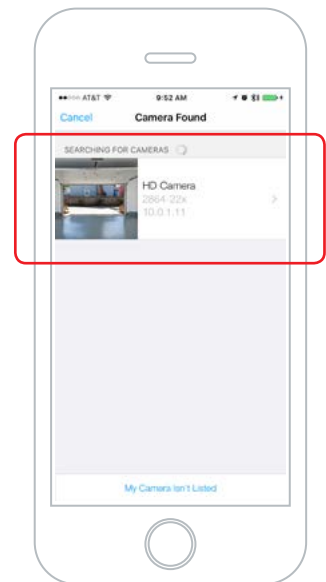 AT&T 9:52 AM
Cancel Camera Found
SEARCHING FOR CAMERAS
HD Camera
2864-22x
10.0.1.11
My Camera Isn't Listed